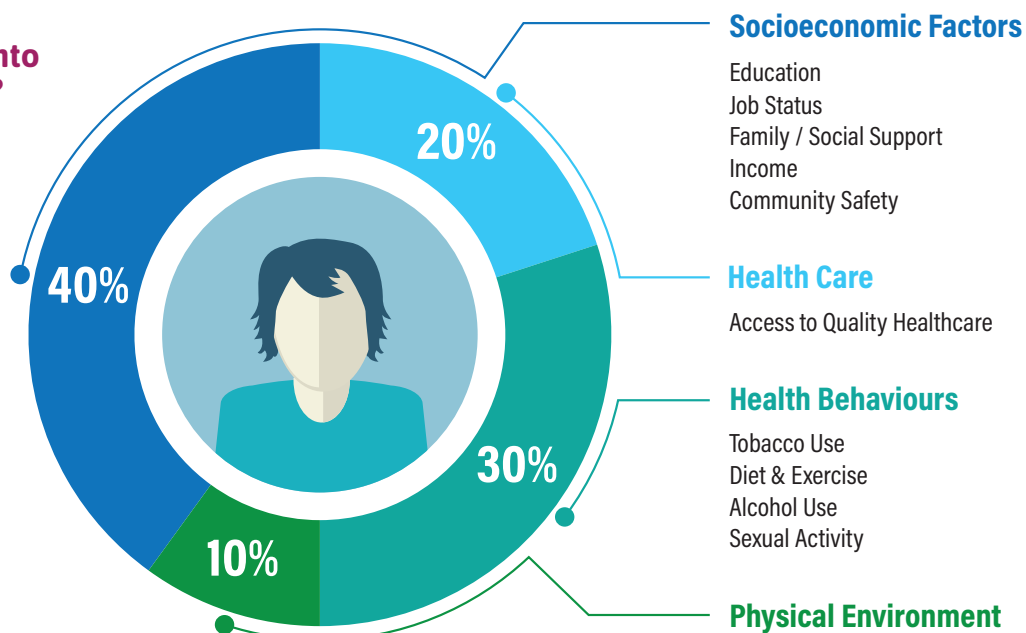 Socioeconomic Factors
Education
Job Status
Family / Social Support
Income
Community Safety
Health Care
Access to Quality Healthcare
Health Behaviours
Tobacco Use
Diet & Exercise
Alcohol Use
Sexual Activity
Physical Environment
20%
40%
30%
10%